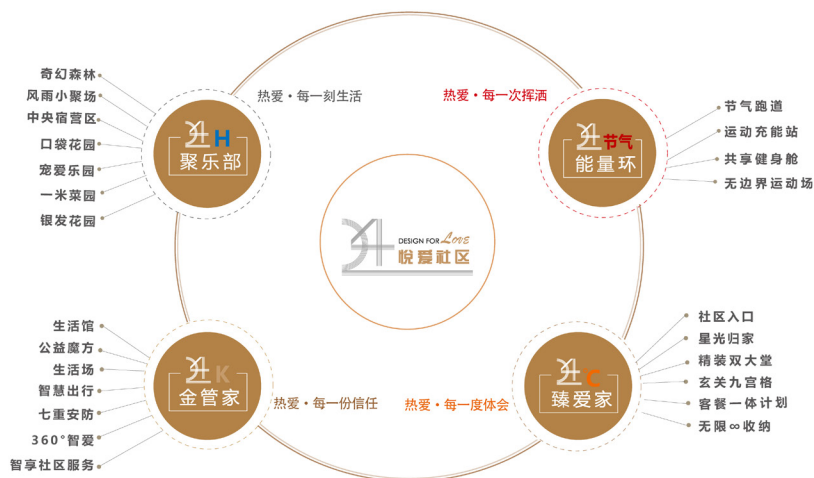 奇幻森林
风雨小聚场
中央宿营区
口袋花园
宠爱乐园
一米菜园
银发花园
H
聚乐部
热爱·每一刻生活
热爱·每一次挥洒
节气
能量环
节气跑道
运动充能站
共享健身舱
无边界运动场
DESIGN FOR Love
悦爱社区
生活馆
公益魔方
生活场
智慧出行
七重安防
360°智爱
智享社区服务
K
金管家
热爱·每一份信任
热爱·每一度体会
C
臻爱家
社区入口
星光归家
精装双大堂
玄关九宫格
客餐一体计划
无限∞收纳